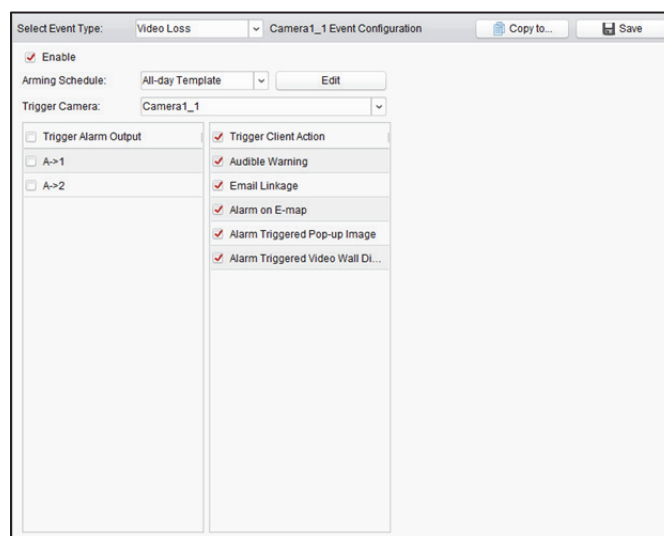 Select Event Type: Video Loss Camera1_1 Event Configuration Copy to... Save
Enable
Arming Schedule: All-day Template Edit
Trigger Camera: Camera1_1
Trigger Alarm Output Trigger Client Action
A->1 Audible Warning
A->2 Email Linkage
Alarm on E-map
Alarm Triggered Pop-up Image
Alarm Triggered Video Wall Di...